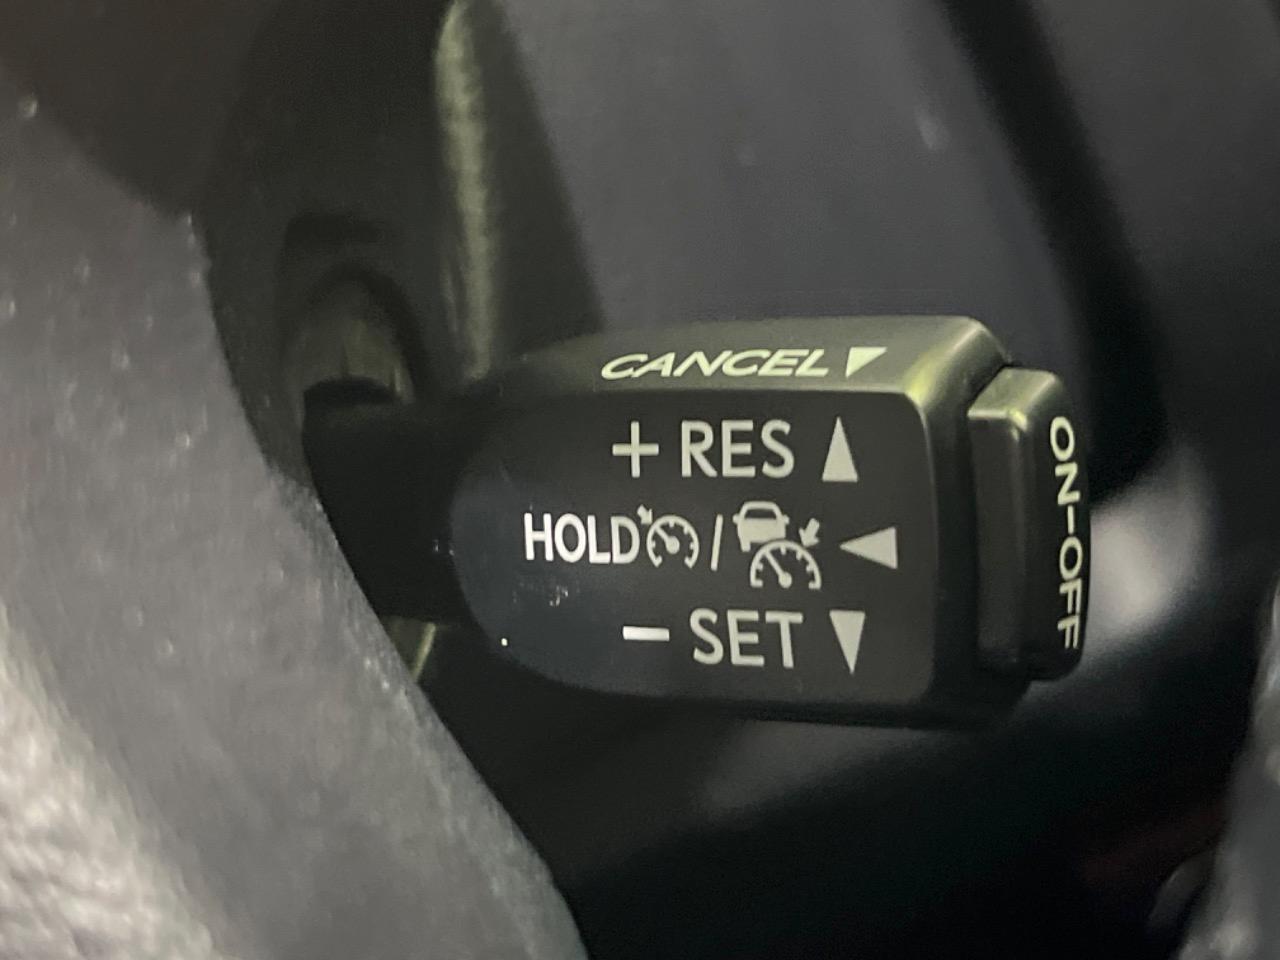 CANCEL▼
+ RES ▲
HOLD / ◀
− SET ▼
ON-OFF